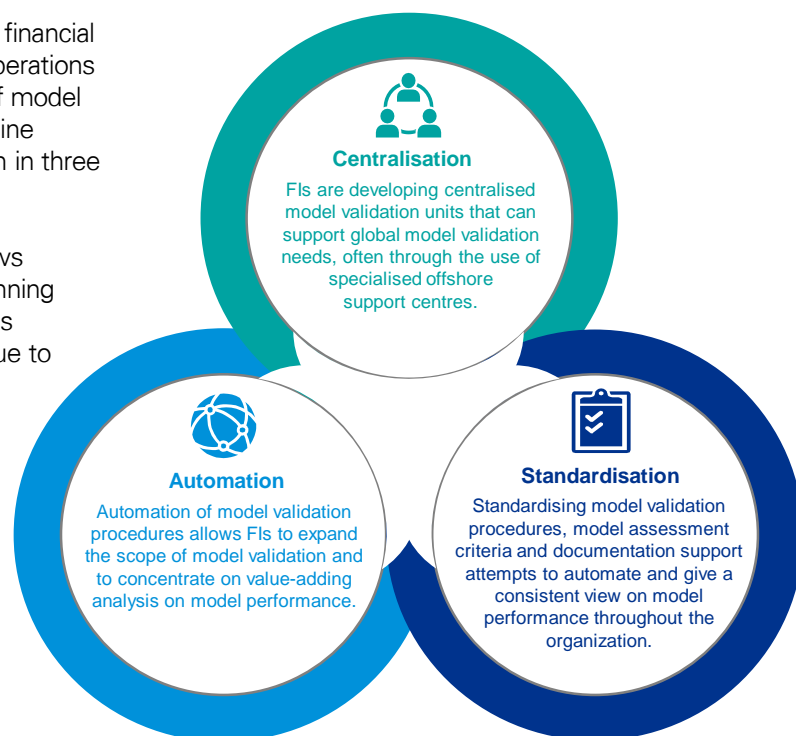 financial
perations
f model
ine
n in three
vs
nning
s
ue to
Centralisation
FIs are developing centralised
model validation units that can
support global model validation
needs, often through the use of
specialised offshore
support centres.
Automation
Automation of model validation
procedures allows FIs to expand
the scope of model validation and
to concentrate on value-adding
analysis on model performance.
Standardisation
Standardising model validation
procedures, model assessment
criteria and documentation support
attempts to automate and give a
consistent view on model
performance throughout the
organization.